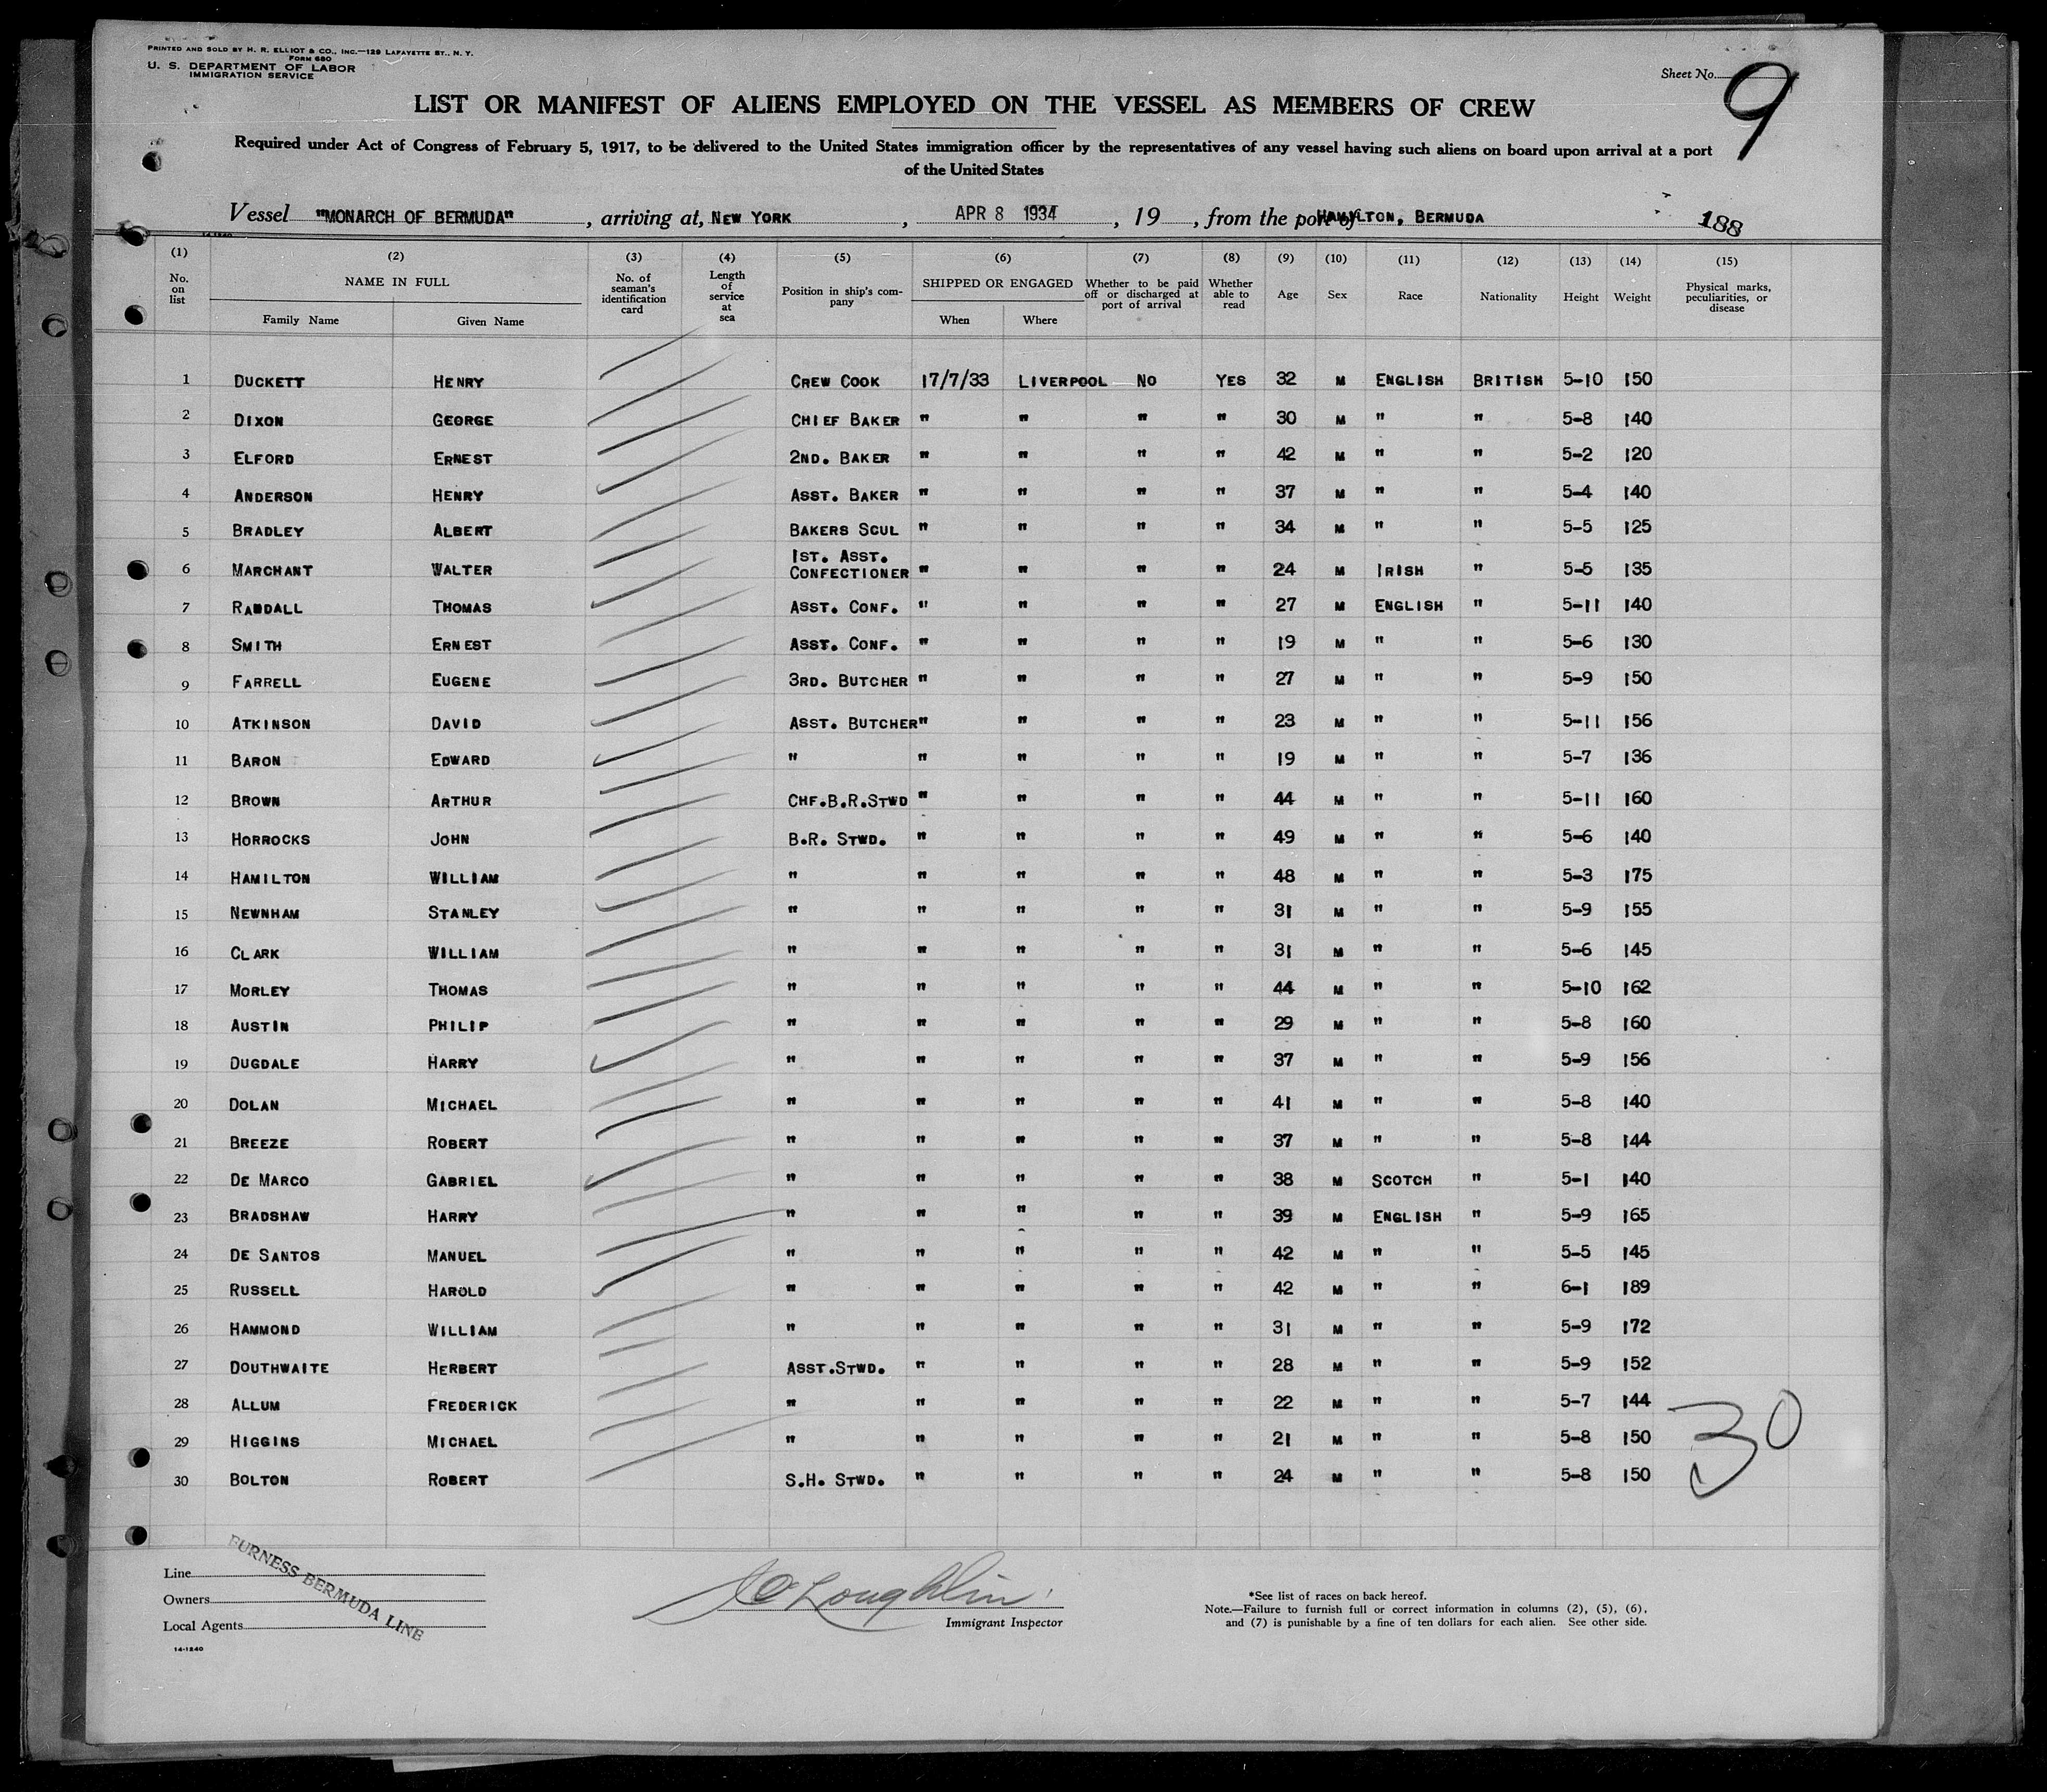 PRINTED AND SOLD BY H. R. ELLIOT & CO., INC.—129 LAFAYETTE ST., N. Y.
FORM 680
U. S. DEPARTMENT OF LABOR
IMMIGRATION SERVICE
Sheet No. 9
LIST OR MANIFEST OF ALIENS EMPLOYED ON THE VESSEL AS MEMBERS OF CREW
Required under Act of Congress of February 5, 1917, to be delivered to the United States immigration officer by the representatives of any vessel having such aliens on board upon arrival at a port
of the United States
Vessel "MONARCH OF BERMUDA", arriving at, NEW YORK, APR 8 1934, 19, from the port of HAMILTON, BERMUDA 188
14-1240
(1) (2) (3) (4) (5) (6) (7) (8) (9) (10) (11) (12) (13) (14) (15)
No. on list NAME IN FULL Family Name Given Name No. of seaman's identification card Length of service at sea Position in ship's company SHIPPED OR ENGAGED When Where Whether to be paid off or discharged at port of arrival Whether able to read Age Sex Race Nationality Height Weight Physical marks, peculiarities, or disease
1 DUCKETT HENRY CREW COOK 17/7/33 LIVERPOOL NO YES 32 M ENGLISH BRITISH 5-10 150
2 DIXON GEORGE CHIEF BAKER " " " " 30 M " " 5-8 140
3 ELFORD ERNEST 2ND. BAKER " " " " 42 M " " 5-2 120
4 ANDERSON HENRY ASST. BAKER " " " " 37 M " " 5-4 140
5 BRADLEY ALBERT BAKERS SCUL " " " " 34 M " " 5-5 125
6 MARCHANT WALTER 1ST. ASST. CONFECTIONER " " " " 24 M IRISH " 5-5 135
7 RANDALL THOMAS ASST. CONF. " " " " 27 M ENGLISH " 5-11 140
8 SMITH ERNEST ASST. CONF. " " " " 19 M " " 5-6 130
9 FARRELL EUGENE 3RD. BUTCHER " " " " 27 M " " 5-9 150
10 ATKINSON DAVID ASST. BUTCHER " " " " 23 M " " 5-11 156
11 BARON EDWARD " " " " " 19 M " " 5-7 136
12 BROWN ARTHUR CHF.B.R.STWD " " " " 44 M " " 5-11 160
13 HORROCKS JOHN B.R. STWD. " " " " 49 M " " 5-6 140
14 HAMILTON WILLIAM " " " " " 48 M " " 5-3 175
15 NEWNHAM STANLEY " " " " " 31 M " " 5-9 155
16 CLARK WILLIAM " " " " " 31 M " " 5-6 145
17 MORLEY THOMAS " " " " " 44 M " " 5-10 162
18 AUSTIN PHILIP " " " " " 29 M " " 5-8 160
19 DUGDALE HARRY " " " " " 37 M " " 5-9 156
20 DOLAN MICHAEL " " " " " 41 M " " 5-8 140
21 BREEZE ROBERT " " " " " 37 M " " 5-8 144
22 DE MARCO GABRIEL " " " " " 38 M SCOTCH " 5-1 140
23 BRADSHAW HARRY " " " " " 39 M ENGLISH " 5-9 165
24 DE SANTOS MANUEL " " " " " 42 M " " 5-5 145
25 RUSSELL HAROLD " " " " " 42 M " " 6-1 189
26 HAMMOND WILLIAM " " " " " 31 M " " 5-9 172
27 DOUTHWAITE HERBERT ASST.STWD. " " " " 28 M " " 5-9 152
28 ALLUM FREDERICK " " " " " 22 M " " 5-7 144
29 HIGGINS MICHAEL " " " " " 21 M " " 5-8 150
30 BOLTON ROBERT S.H. STWD. " " " " 24 M " " 5-8 150
30
Line
Owners
Local Agents
FURNESS BERMUDA LINE
14-1240
Loughlin
Immigrant Inspector
*See list of races on back hereof.
Note.—Failure to furnish full or correct information in columns (2), (5), (6),
and (7) is punishable by a fine of ten dollars for each alien. See other side.